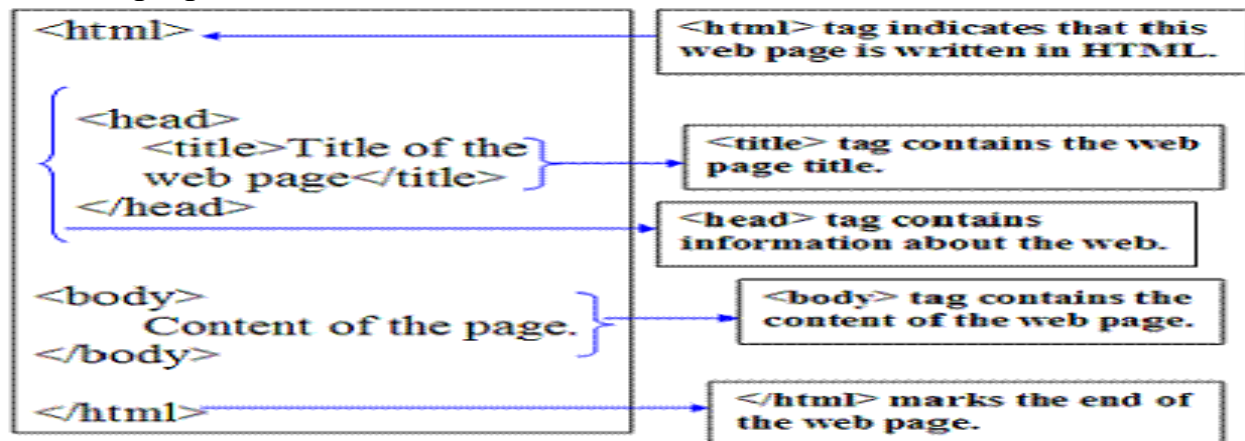 <html>
<html> tag indicates that this
web page is written in HTML.
<head>
<title>Title of the
web page</title>
</head>
<title> tag contains the web
page title.
<head> tag contains
information about the web.
<body>
Content of the page.
</body>
<body> tag contains the
content of the web page.
</html>
</html> marks the end of
the web page.